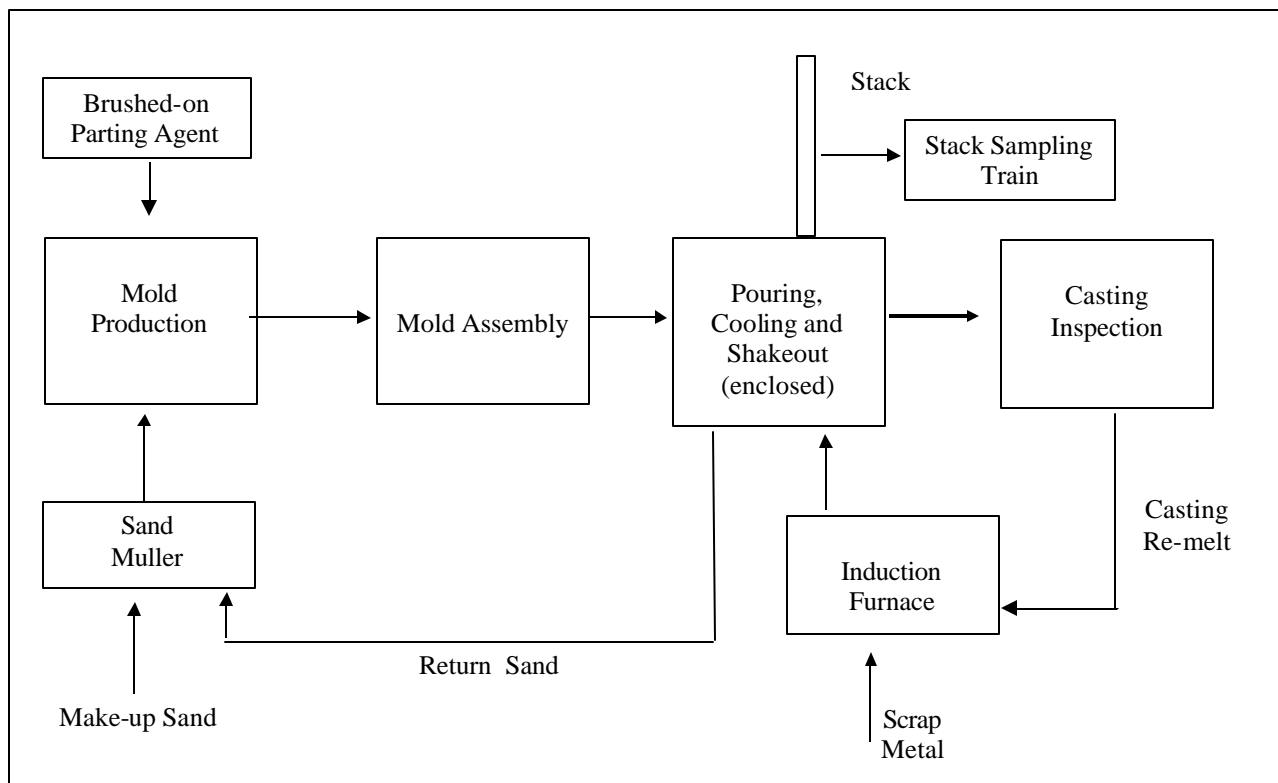 Stack
Brushed-on
Parting Agent
Stack Sampling
Train
Mold
Production
Mold Assembly
Pouring,
Cooling and
Shakeout
(enclosed)
Casting
Inspection
Sand
Muller
Casting
Re-melt
Induction
Furnace
Return Sand
Make-up Sand
Scrap
Metal